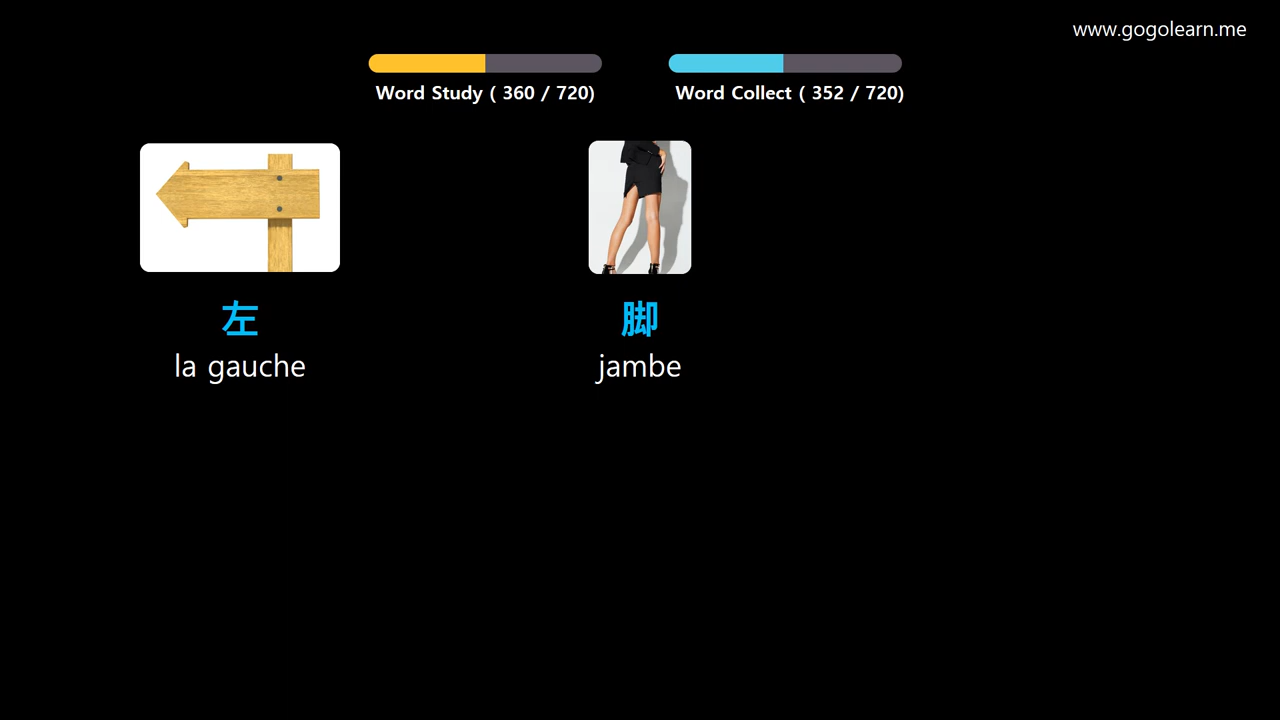 www.gogolearn.me
Word Study ( 360 / 720)
Word Collect ( 352 / 720)
左
la gauche
脚
jambe